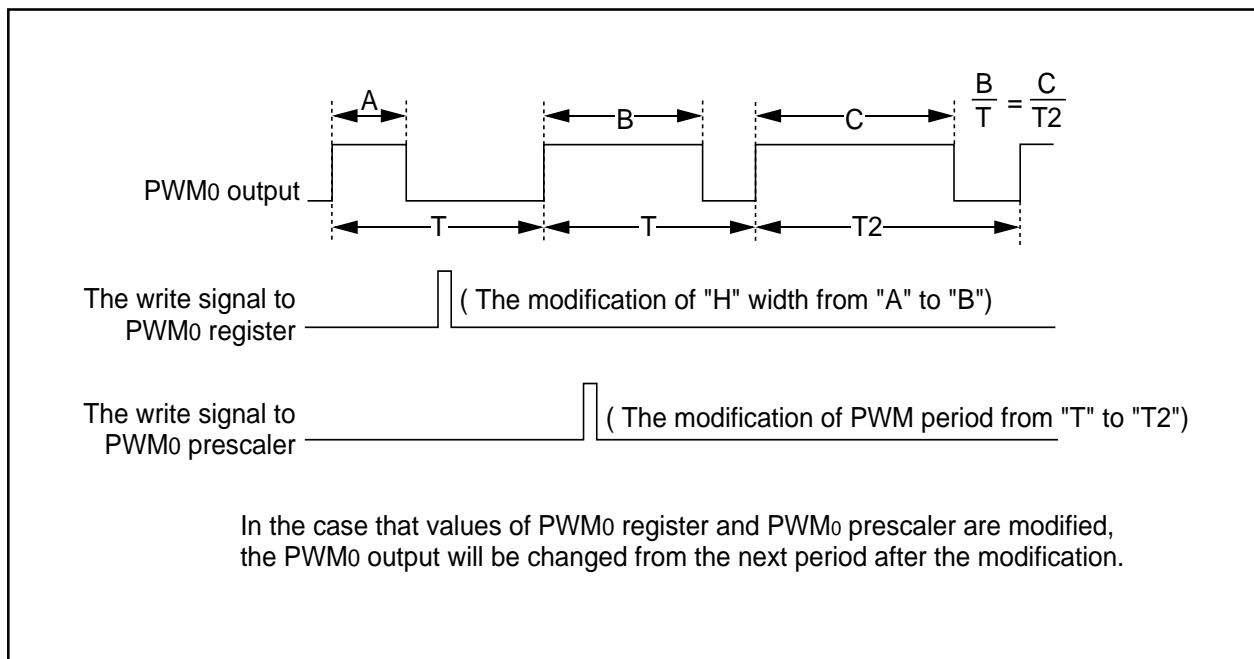 A
B
C
B/T = C/T2
PWM0 output
T
T
T2
The write signal to
PWM0 register
( The modification of "H" width from "A" to "B")
The write signal to
PWM0 prescaler
( The modification of PWM period from "T" to "T2")
In the case that values of PWM0 register and PWM0 prescaler are modified,
the PWM0 output will be changed from the next period after the modification.